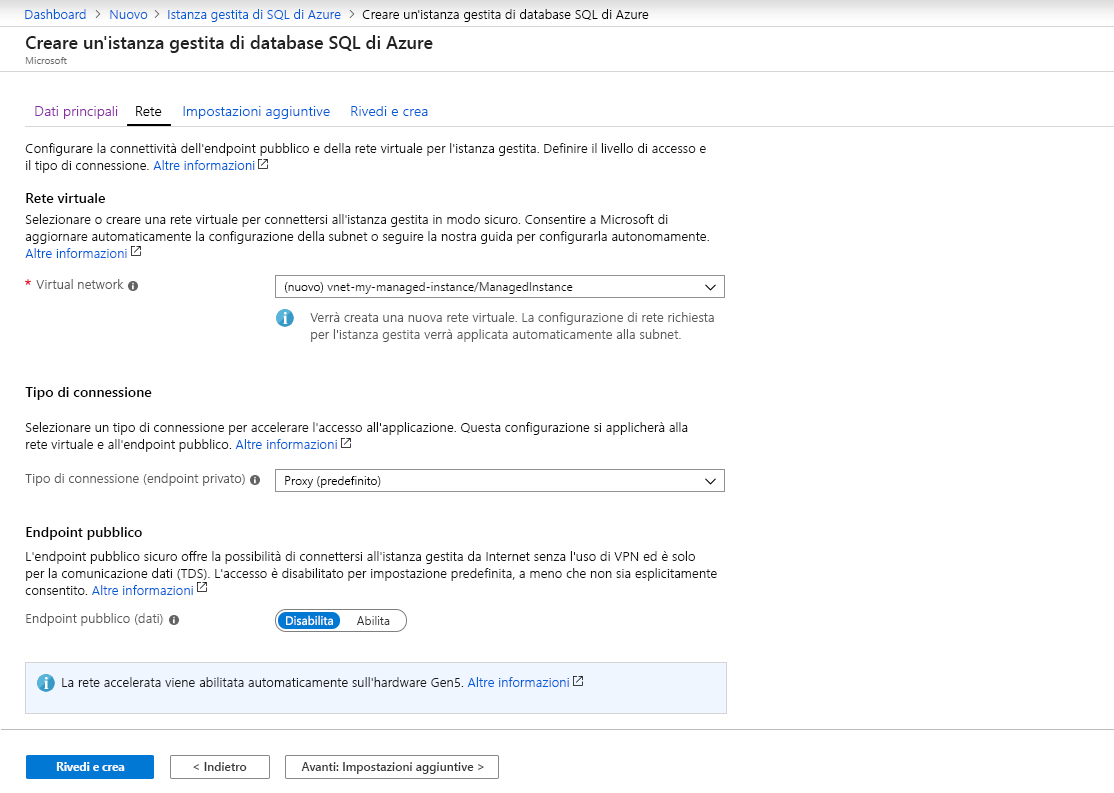 Dashboard > Nuovo > Istanza gestita di SQL di Azure > Creare un'istanza gestita di database SQL di Azure
Creare un'istanza gestita di database SQL di Azure
Microsoft
Dati principali Rete Impostazioni aggiuntive Rivedi e crea
Configurare la connettività dell'endpoint pubblico e della rete virtuale per l'istanza gestita. Definire il livello di accesso e
il tipo di connessione. Altre informazioni
Rete virtuale
Selezionare o creare una rete virtuale per connettersi all'istanza gestita in modo sicuro. Consentire a Microsoft di
aggiornare automaticamente la configurazione della subnet o seguire la nostra guida per configurarla autonomamente.
Altre informazioni
* Virtual network
(nuovo) vnet-my-managed-instance/ManagedInstance
Verrà creata una nuova rete virtuale. La configurazione di rete richiesta
per l'istanza gestita verrà applicata automaticamente alla subnet.
Tipo di connessione
Selezionare un tipo di connessione per accelerare l'accesso all'applicazione. Questa configurazione si applicherà alla
rete virtuale e all'endpoint pubblico. Altre informazioni
Tipo di connessione (endpoint privato)
Proxy (predefinito)
Endpoint pubblico
L'endpoint pubblico sicuro offre la possibilità di connettersi all'istanza gestita da Internet senza l'uso di VPN ed è solo
per la comunicazione dati (TDS). L'accesso è disabilitato per impostazione predefinita, a meno che non sia esplicitamente
consentito. Altre informazioni
Endpoint pubblico (dati)
Disabilita Abilita
La rete accelerata viene abilitata automaticamente sull'hardware Gen5. Altre informazioni
Rivedi e crea < Indietro Avanti: Impostazioni aggiuntive >